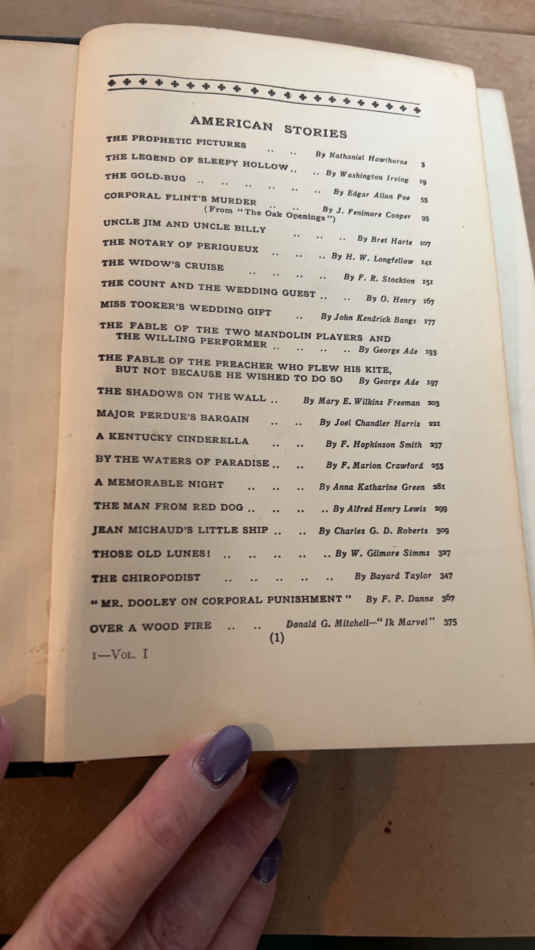 AMERICAN STORIES
THE PROPHETIC PICTURES .. .. By Nathaniel Hawthorne 5
THE LEGEND OF SLEEPY HOLLOW .. .. By Washington Irving 19
THE GOLD-BUG .. .. .. .. .. .. By Edgar Allan Poe 55
CORPORAL FLINT'S MURDER .. .. By J. Fenimore Cooper 95
(From "The Oak Openings")
UNCLE JIM AND UNCLE BILLY .. .. .. By Bret Harte 107
THE NOTARY OF PERIGUEUX .. .. .. By H. W. Longfellow 141
THE WIDOW'S CRUISE .. .. .. .. By F. R. Stockton 151
THE COUNT AND THE WEDDING GUEST .. .. By O. Henry 167
MISS TOOKER'S WEDDING GIFT .. By John Kendrick Bangs 177
THE FABLE OF THE TWO MANDOLIN PLAYERS AND
THE WILLING PERFORMER .. .. .. .. By George Ade 193
THE FABLE OF THE PREACHER WHO FLEW HIS KITE,
BUT NOT BECAUSE HE WISHED TO DO SO By George Ade 197
THE SHADOWS ON THE WALL .. By Mary E. Wilkins Freeman 203
MAJOR PERDUE'S BARGAIN .. .. By Joel Chandler Harris 221
A KENTUCKY CINDERELLA .. .. By F. Hopkinson Smith 237
BY THE WATERS OF PARADISE .. .. By F. Marion Crawford 255
A MEMORABLE NIGHT .. .. .. By Anna Katharine Green 281
THE MAN FROM RED DOG .. .. .. .. By Alfred Henry Lewis 299
JEAN MICHAUD'S LITTLE SHIP .. .. By Charles G. D. Roberts 309
THOSE OLD LUNES! .. .. .. .. .. By W. Gilmore Simms 327
THE CHIROPODIST .. .. .. .. .. By Bayard Taylor 347
"MR. DOOLEY ON CORPORAL PUNISHMENT" By F. P. Dunne 367
OVER A WOOD FIRE .. .. Donald G. Mitchell—"Ik Marvel" 375
(1)
1—VOL. I